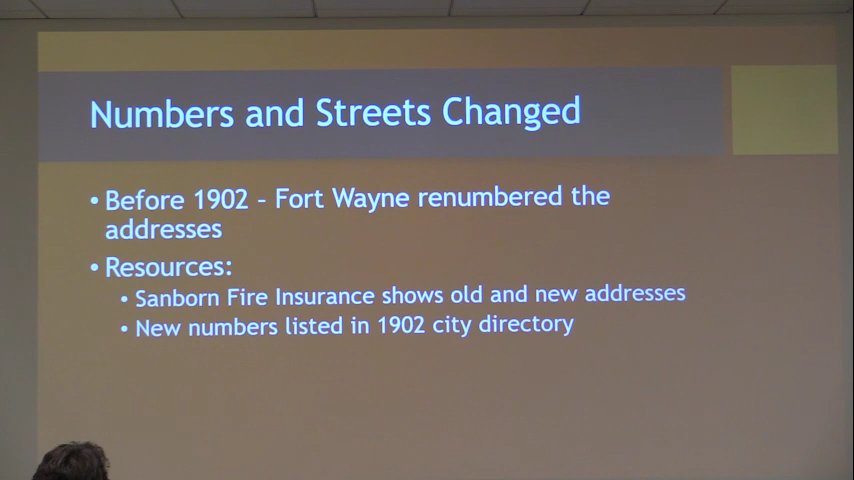 Numbers and Streets Changed
• Before 1902 – Fort Wayne renumbered the
addresses
• Resources:
• Sanborn Fire Insurance shows old and new addresses
• New numbers listed in 1902 city directory